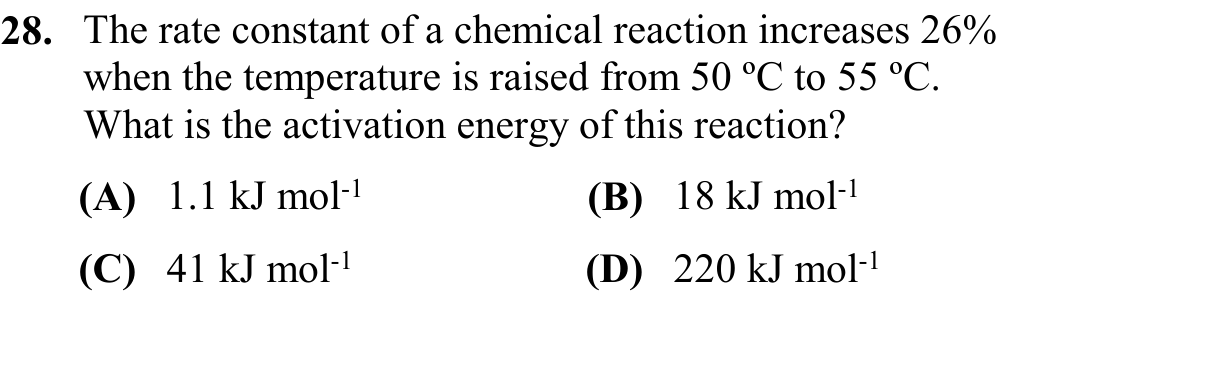 28. The rate constant of a chemical reaction increases 26%
when the temperature is raised from 50 ºC to 55 ºC.
What is the activation energy of this reaction?
(A) 1.1 kJ mol-1 (B) 18 kJ mol-1
(C) 41 kJ mol-1 (D) 220 kJ mol-1